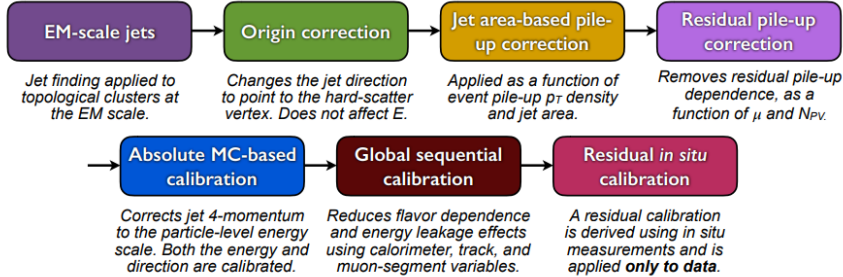 EM-scale jets
Jet finding applied to
topological clusters at
the EM scale.
Origin correction
Changes the jet direction
to point to the hard-scatter
vertex. Does not affect E.
Jet area-based pile-
up correction
Applied as a function of
event pile-up pT density
and jet area.
Residual pile-up
correction
Removes residual pile-up
dependence, as a
function of μ and NPV.
Absolute MC-based
calibration
Corrects jet 4-momentum
to the particle-level energy
scale. Both the energy and
direction are calibrated.
Global sequential
calibration
Reduces flavor dependence
and energy leakage effects
using calorimeter, track, and
muon-segment variables.
Residual in situ
calibration
A residual calibration
is derived using in situ
measurements and is
applied only to data.